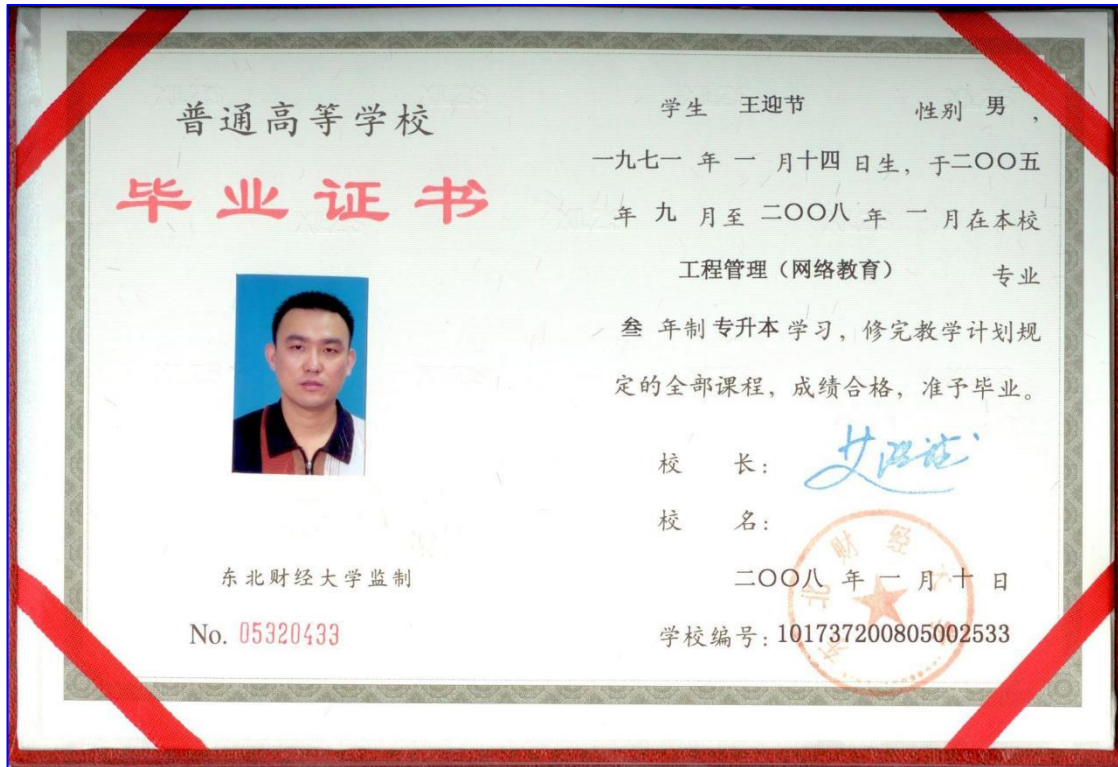 普通高等学校
毕业证书
东北财经大学监制
No. 05320433
学生 王迎节 性别 男,
一九七一 年 一 月十四 日生, 于二〇〇五
年 九 月至 二〇〇八 年 一 月在本校
工程管理（网络教育） 专业
叁 年制 专升本 学习, 修完教学计划规
定的全部课程, 成绩合格, 准予毕业。
校 长:
校 名:
东北财经大学
二〇〇八 年 一 月 十 日
学校编号: 101737200805002533